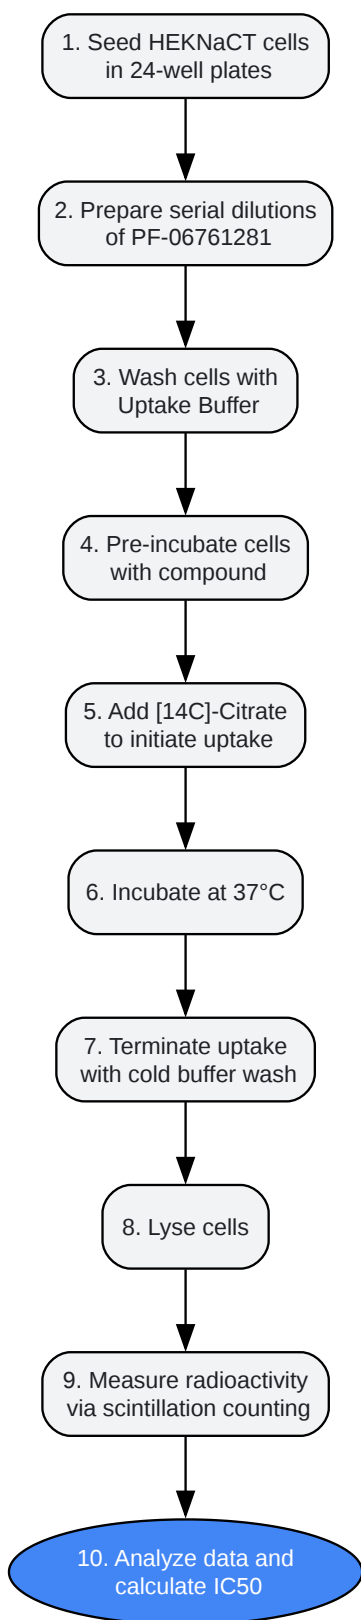 1. Seed HEKNaCT cells
in 24-well plates
2. Prepare serial dilutions
of PF-06761281
3. Wash cells with
Uptake Buffer
4. Pre-incubate cells
with compound
5. Add [14C]-Citrate
to initiate uptake
6. Incubate at 37°C
7. Terminate uptake
with cold buffer wash
8. Lyse cells
9. Measure radioactivity
via scintillation counting
10. Analyze data and
calculate IC50